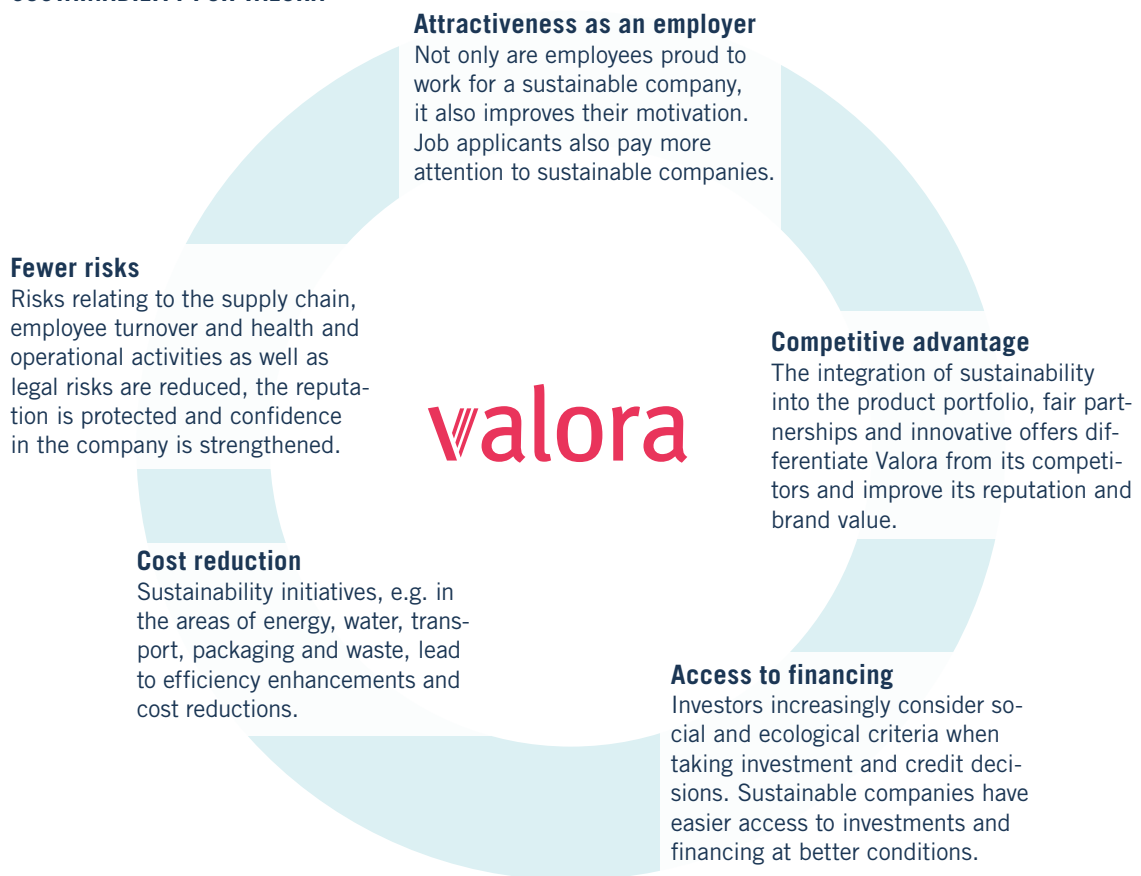 Attractiveness as an employer
Not only are employees proud to
work for a sustainable company,
it also improves their motivation.
Job applicants also pay more
attention to sustainable companies.
Fewer risks
Risks relating to the supply chain,
employee turnover and health and
operational activities as well as
legal risks are reduced, the reputa-
tion is protected and confidence
in the company is strengthened.
Competitive advantage
The integration of sustainability
into the product portfolio, fair part-
nerships and innovative offers dif-
ferentiate Valora from its competi-
tors and improve its reputation and
brand value.
valora
Cost reduction
Sustainability initiatives, e.g. in
the areas of energy, water, trans-
port, packaging and waste, lead
to efficiency enhancements and
cost reductions.
Access to financing
Investors increasingly consider so-
cial and ecological criteria when
taking investment and credit deci-
sions. Sustainable companies have
easier access to investments and
financing at better conditions.